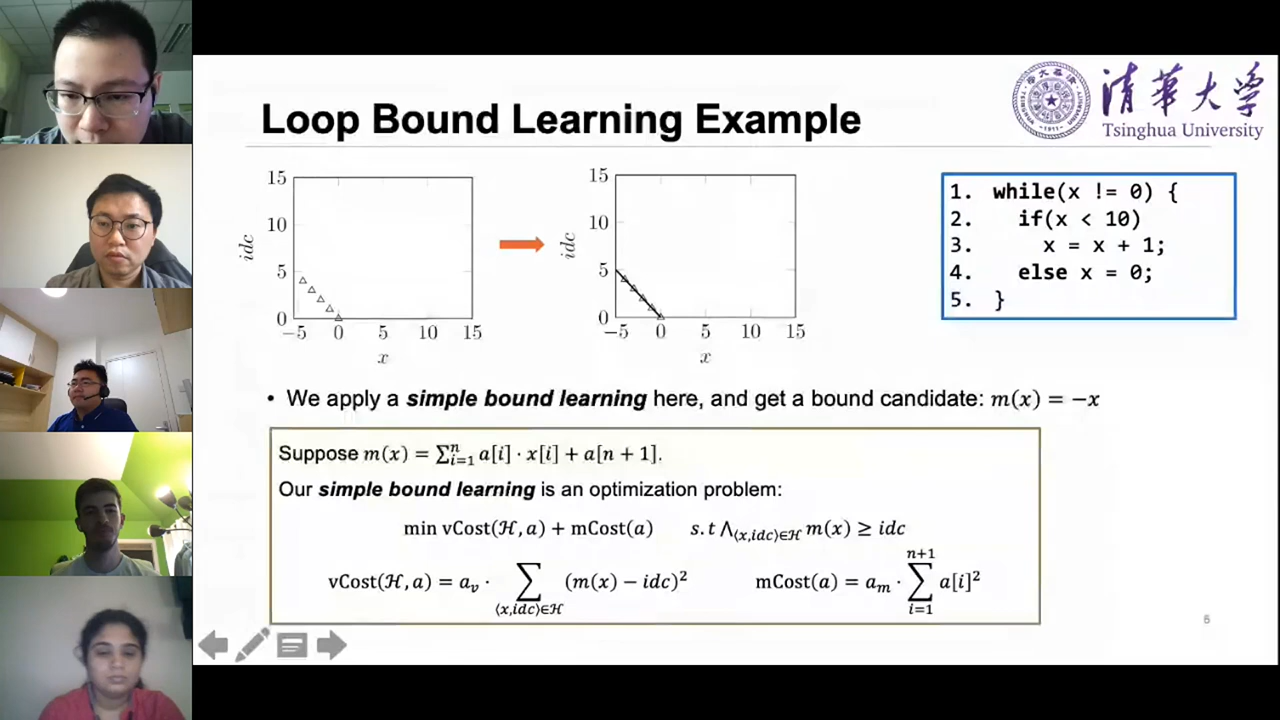 Loop Bound Learning Example
清华大学
Tsinghua University
15
10
5
0
−5 0 5 10 15
idc
x
15
10
5
0
−5 0 5 10 15
idc
x
1. while(x != 0) {
2. if(x < 10)
3. x = x + 1;
4. else x = 0;
5. }
• We apply a simple bound learning here, and get a bound candidate: m(x) = −x
Suppose m(x) = ∑ⁿᵢ₌₁ a[i] · x[i] + a[n + 1].
Our simple bound learning is an optimization problem:
min vCost(ℋ, a) + mCost(a) s.t ⋀⟨x,idc⟩∈ℋ m(x) ≥ idc
vCost(ℋ, a) = aᵥ · ∑⟨x,idc⟩∈ℋ (m(x) − idc)² mCost(a) = aₘ · ∑ⁿ⁺¹ᵢ₌₁ a[i]²